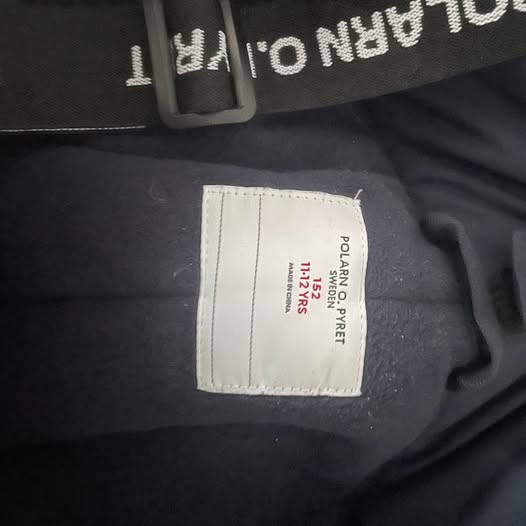 POLARN O. PYRET
POLARN O. PYRET
SWEDEN
152
11-12 YRS
MADE IN CHINA